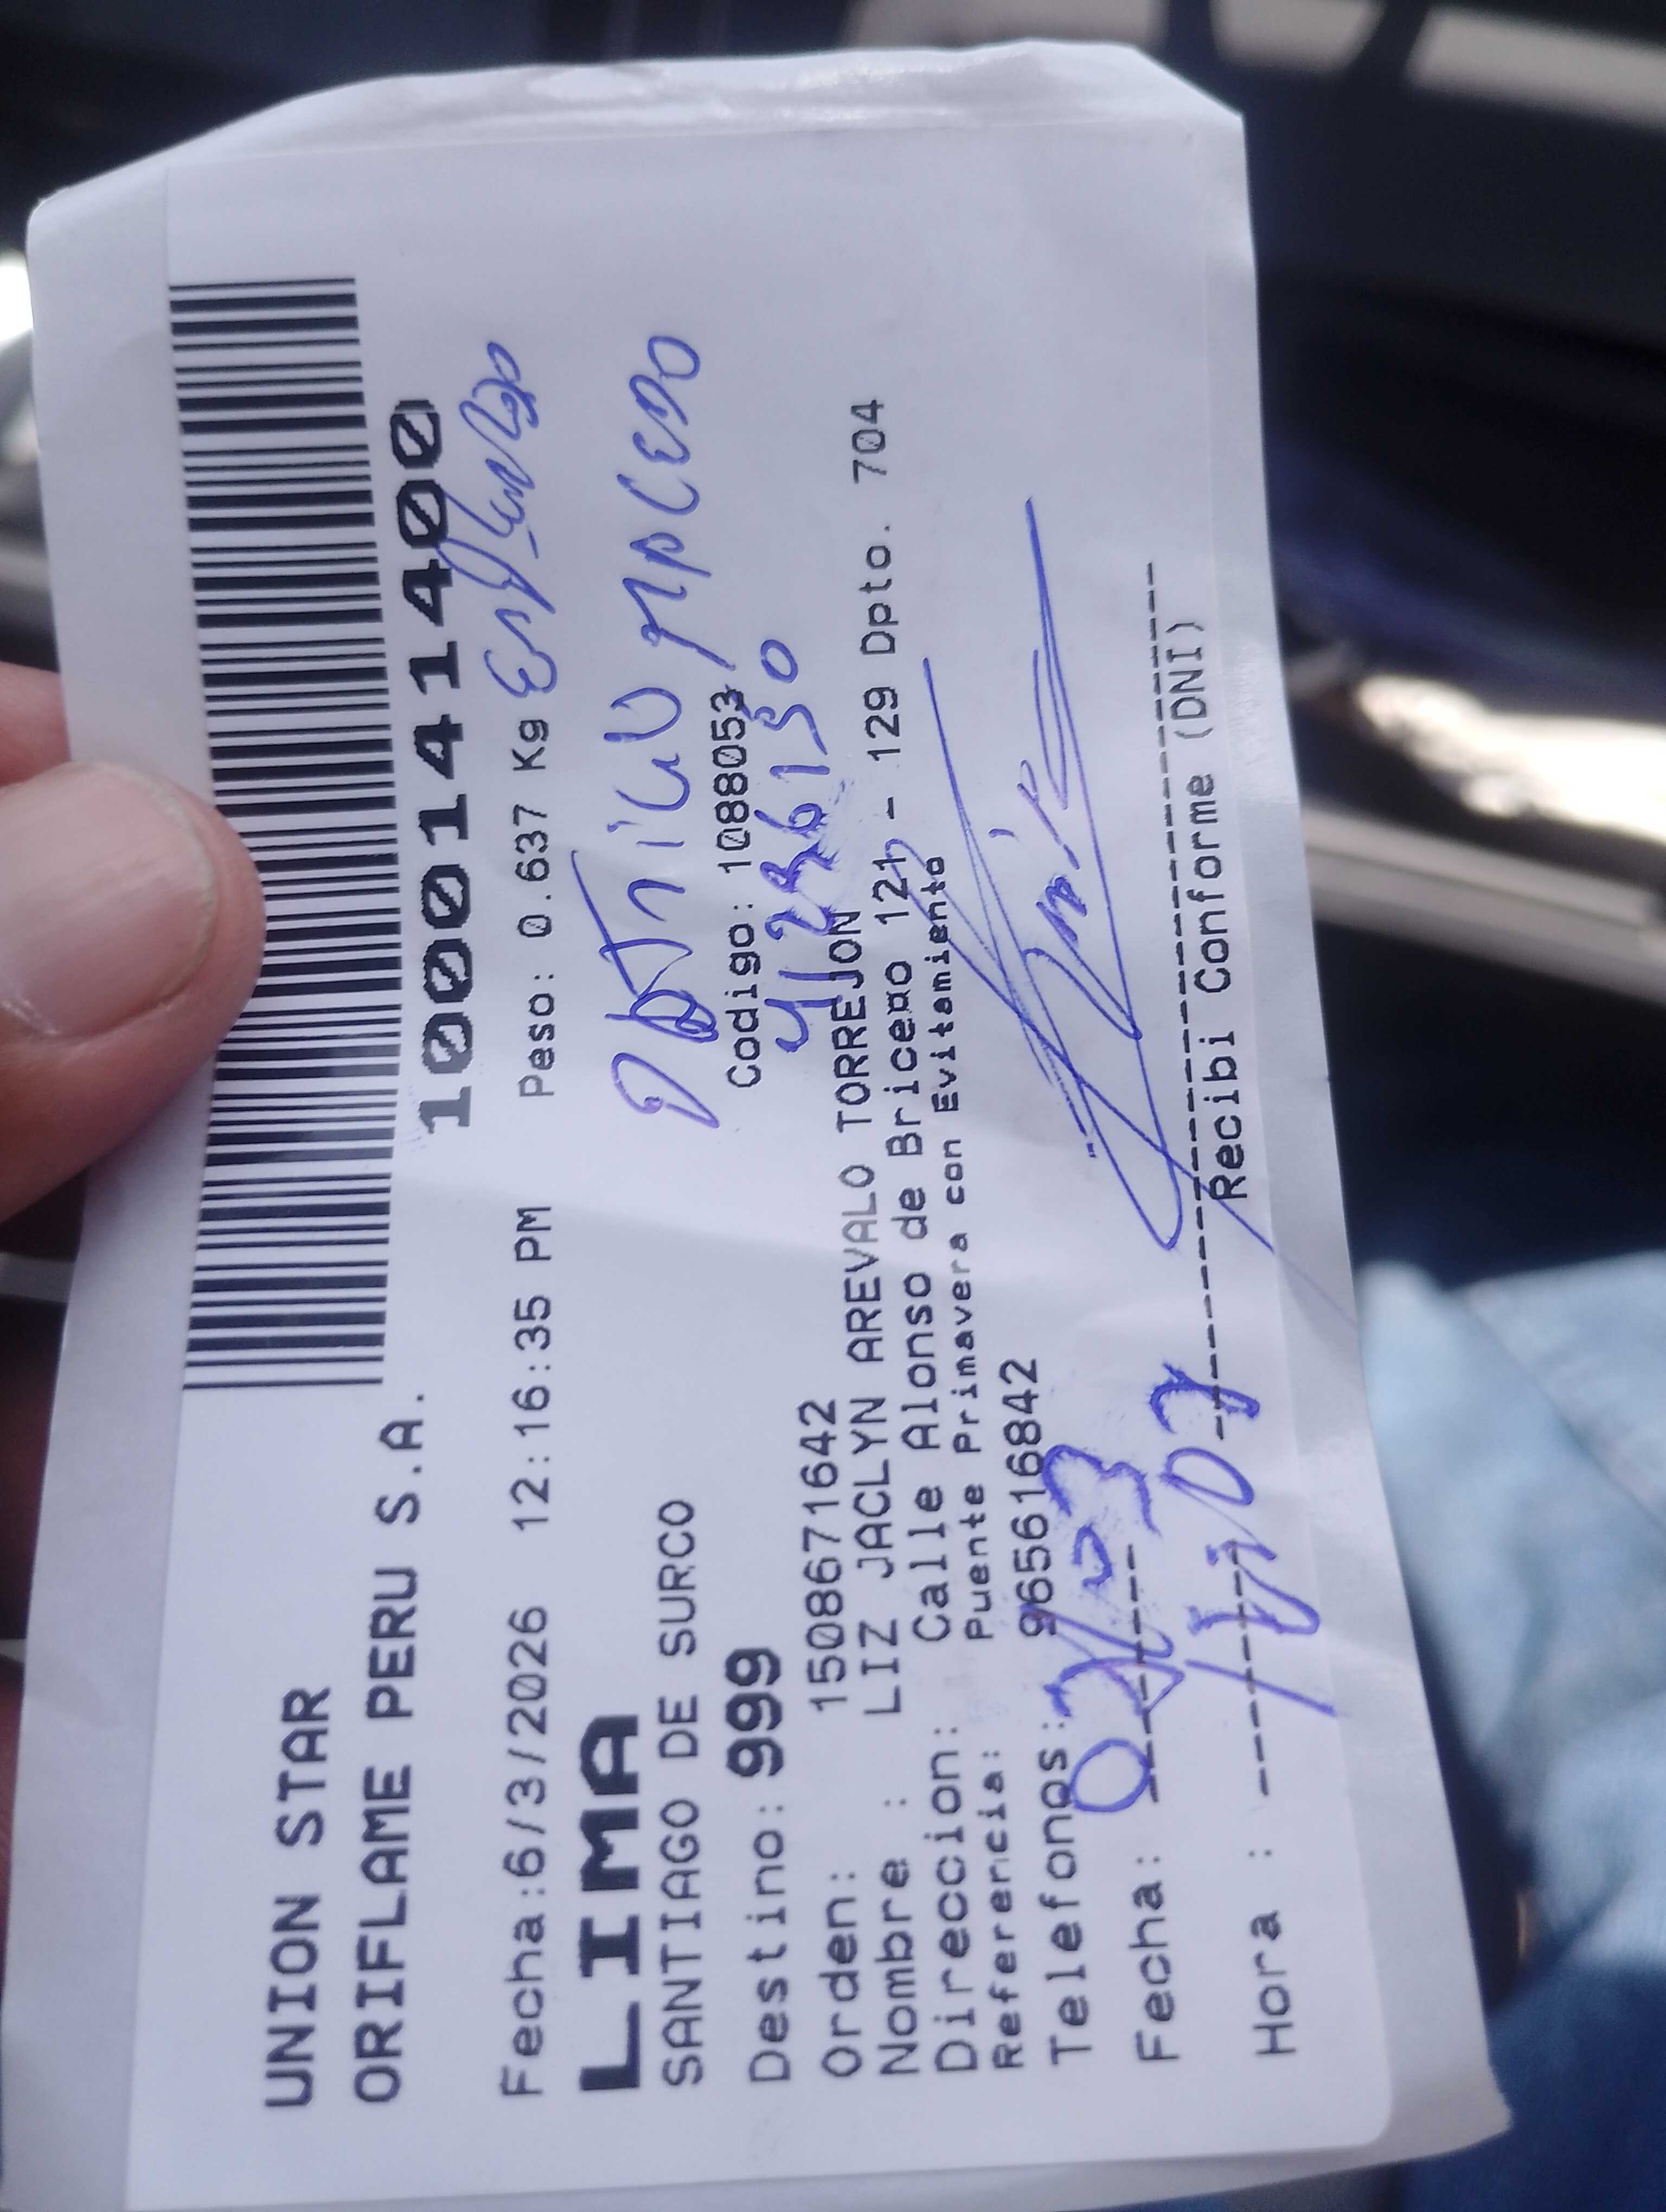 UNION STAR
ORIFLAME PERU S.A.
1000141400
Fecha:6/3/2026 12:16:35 PM Peso: 0.637 Kg
LIMA
SANTIAGO DE SURCO
Destino: 999 Codigo: 1088053
Orden: 1508671642
Nombre : LIZ JACLYN AREVALO TORREJON
Direccion: Calle Alonso de Briceno 121 - 129 Dpto. 704
Referencia: Puente Primavera con Evitamiento
Telefonos: 965616842
Fecha:
Hora :
Recibi Conforme (DNI)